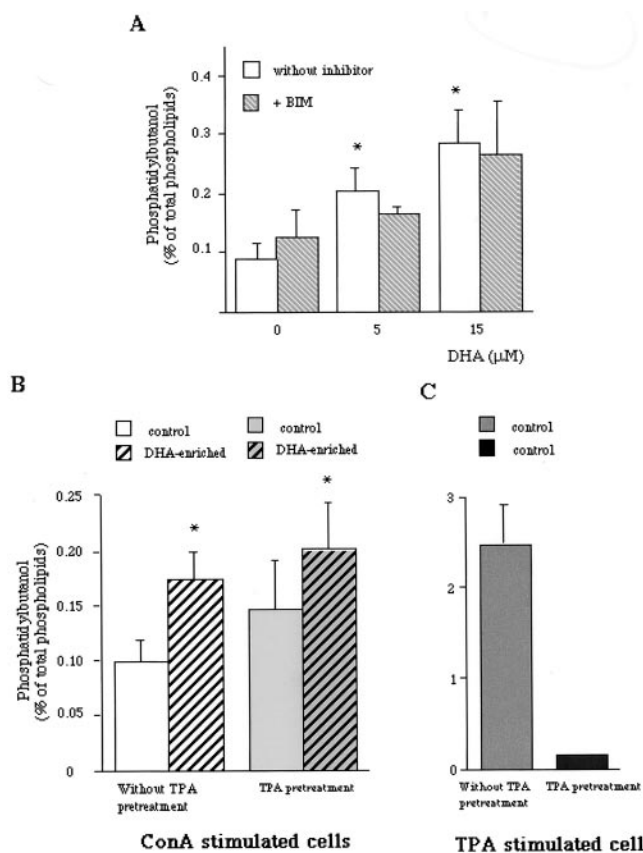 A
Phosphatidylbutanol
(% of total phospholipids)
0.4
0.3
0.2
0.1
without inhibitor
+ BIM
*
*
0
5
15
DHA (μM)
B
control
DHA-enriched
control
DHA-enriched
Phosphatidylbutanol
(% of total phospholipids)
0.25
0.20
0.15
0.10
0.05
0
*
*
Without TPA
pretreatment
TPA pretreatment
ConA stimulated cells
C
control
control
3
2
1
0
Without TPA
pretreatment
TPA pretreatment
TPA stimulated cell